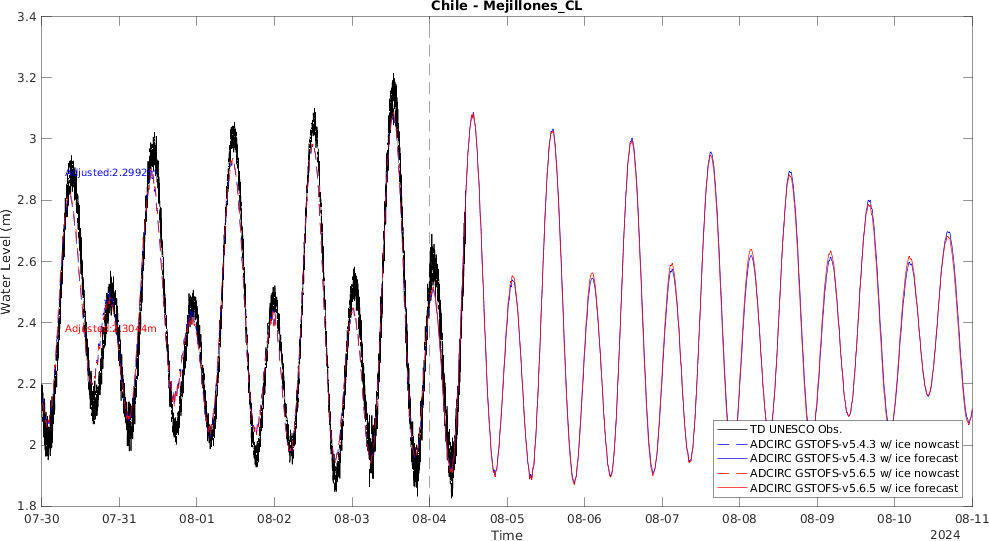 Chile - Mejillones_CL
3.4
3.2
3
2.8
2.6
2.4
2.2
2
1.8
Water Level (m)
Adjusted:2.2992
Adjusted:2.3044m
07-30
07-31
08-01
08-02
08-03
08-04
08-05
08-06
08-07
08-08
08-09
08-10
08-11
Time
2024
TD UNESCO Obs.
ADCIRC GSTOFS-v5.4.3 w/ ice nowcast
ADCIRC GSTOFS-v5.4.3 w/ ice forecast
ADCIRC GSTOFS-v5.6.5 w/ ice nowcast
ADCIRC GSTOFS-v5.6.5 w/ ice forecast